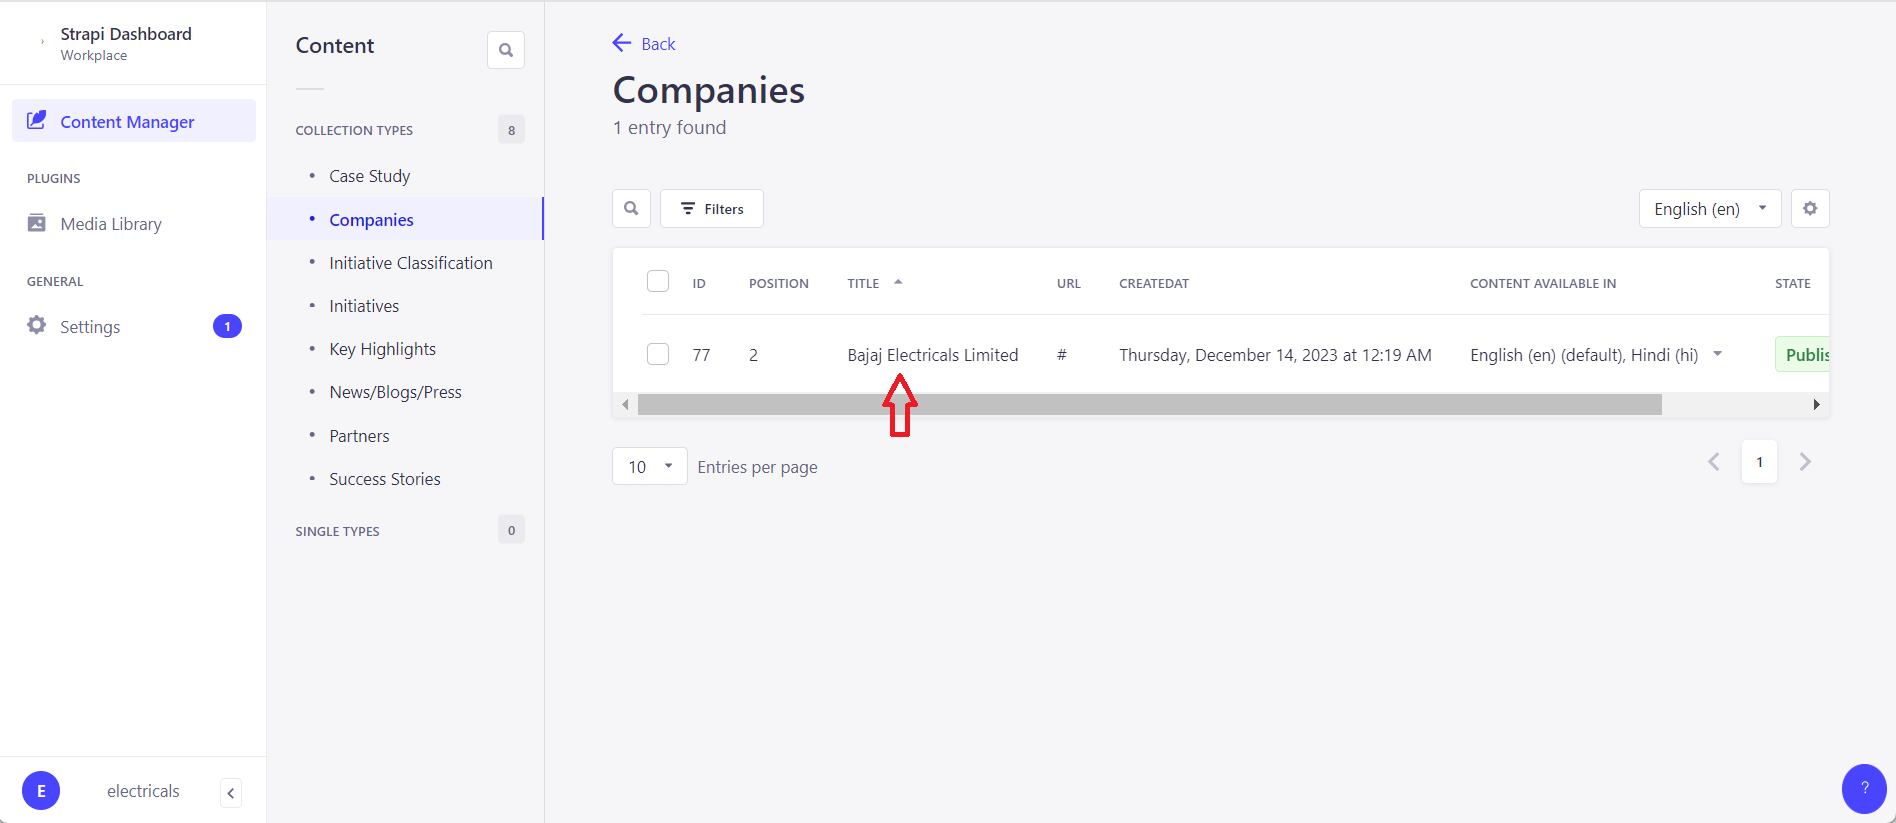 Strapi Dashboard
Workplace
Content Manager
PLUGINS
Media Library
GENERAL
Settings
1
E
electricals
Content
COLLECTION TYPES
8
Case Study
Companies
Initiative Classification
Initiatives
Key Highlights
News/Blogs/Press
Partners
Success Stories
SINGLE TYPES
0
Back
Companies
1 entry found
Filters
English (en)
ID POSITION TITLE URL CREATEDAT CONTENT AVAILABLE IN STATE
77 2 Bajaj Electricals Limited # Thursday, December 14, 2023 at 12:19 AM English (en) (default), Hindi (hi) Publis
10 Entries per page
1
?